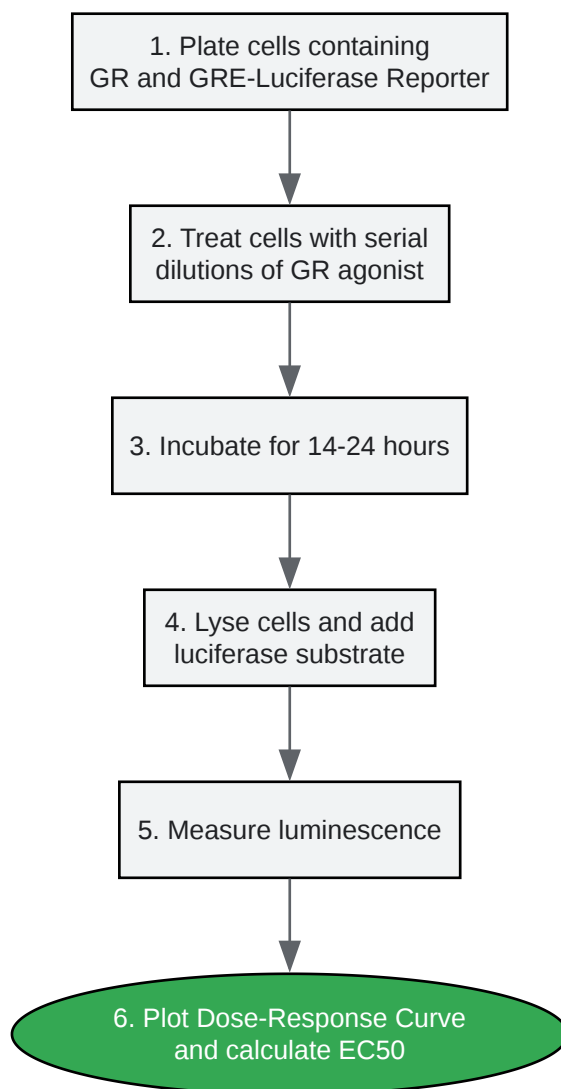 1. Plate cells containing
GR and GRE-Luciferase Reporter
2. Treat cells with serial
dilutions of GR agonist
3. Incubate for 14-24 hours
4. Lyse cells and add
luciferase substrate
5. Measure luminescence
6. Plot Dose-Response Curve
and calculate EC50